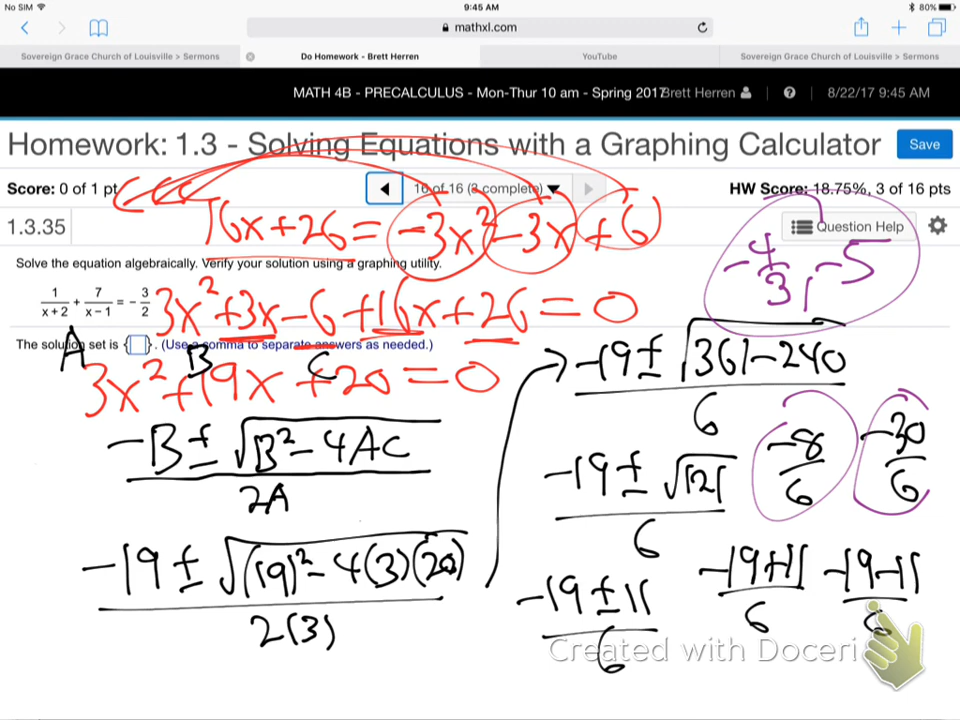 No SIM 9:45 AM 80%
mathxl.com
Sovereign Grace Church of Louisville > Sermons Do Homework - Brett Herren YouTube Sovereign Grace Church of Louisville > Sermons
MATH 4B - PRECALCULUS - Mon-Thur 10 am - Spring 2017 Brett Herren 8/22/17 9:45 AM
Homework: 1.3 - Solving Equations with a Graphing Calculator Save
Score: 0 of 1 pt 16 of 16 (3 complete) HW Score: 18.75%, 3 of 16 pts
1.3.35 Question Help
16x+26 = -3x²-3x+6
-4/3, -5
Solve the equation algebraically. Verify your solution using a graphing utility.
1/(x+2) + 7/(x-1) = -3/2
3x²+3x-6+16x+26=0
The solution set is { }. (Use a comma to separate answers as needed.)
A B C
3x²+19x+20=0
-B±√(B²-4AC)
2A
-19±√((19)²-4(3)(20))
2(3)
-19±√(361-240)
6
-19±√121
6
-8/6
-30/6
-19±11
6
-19+11
6
-19-11
6
Created with Doceri